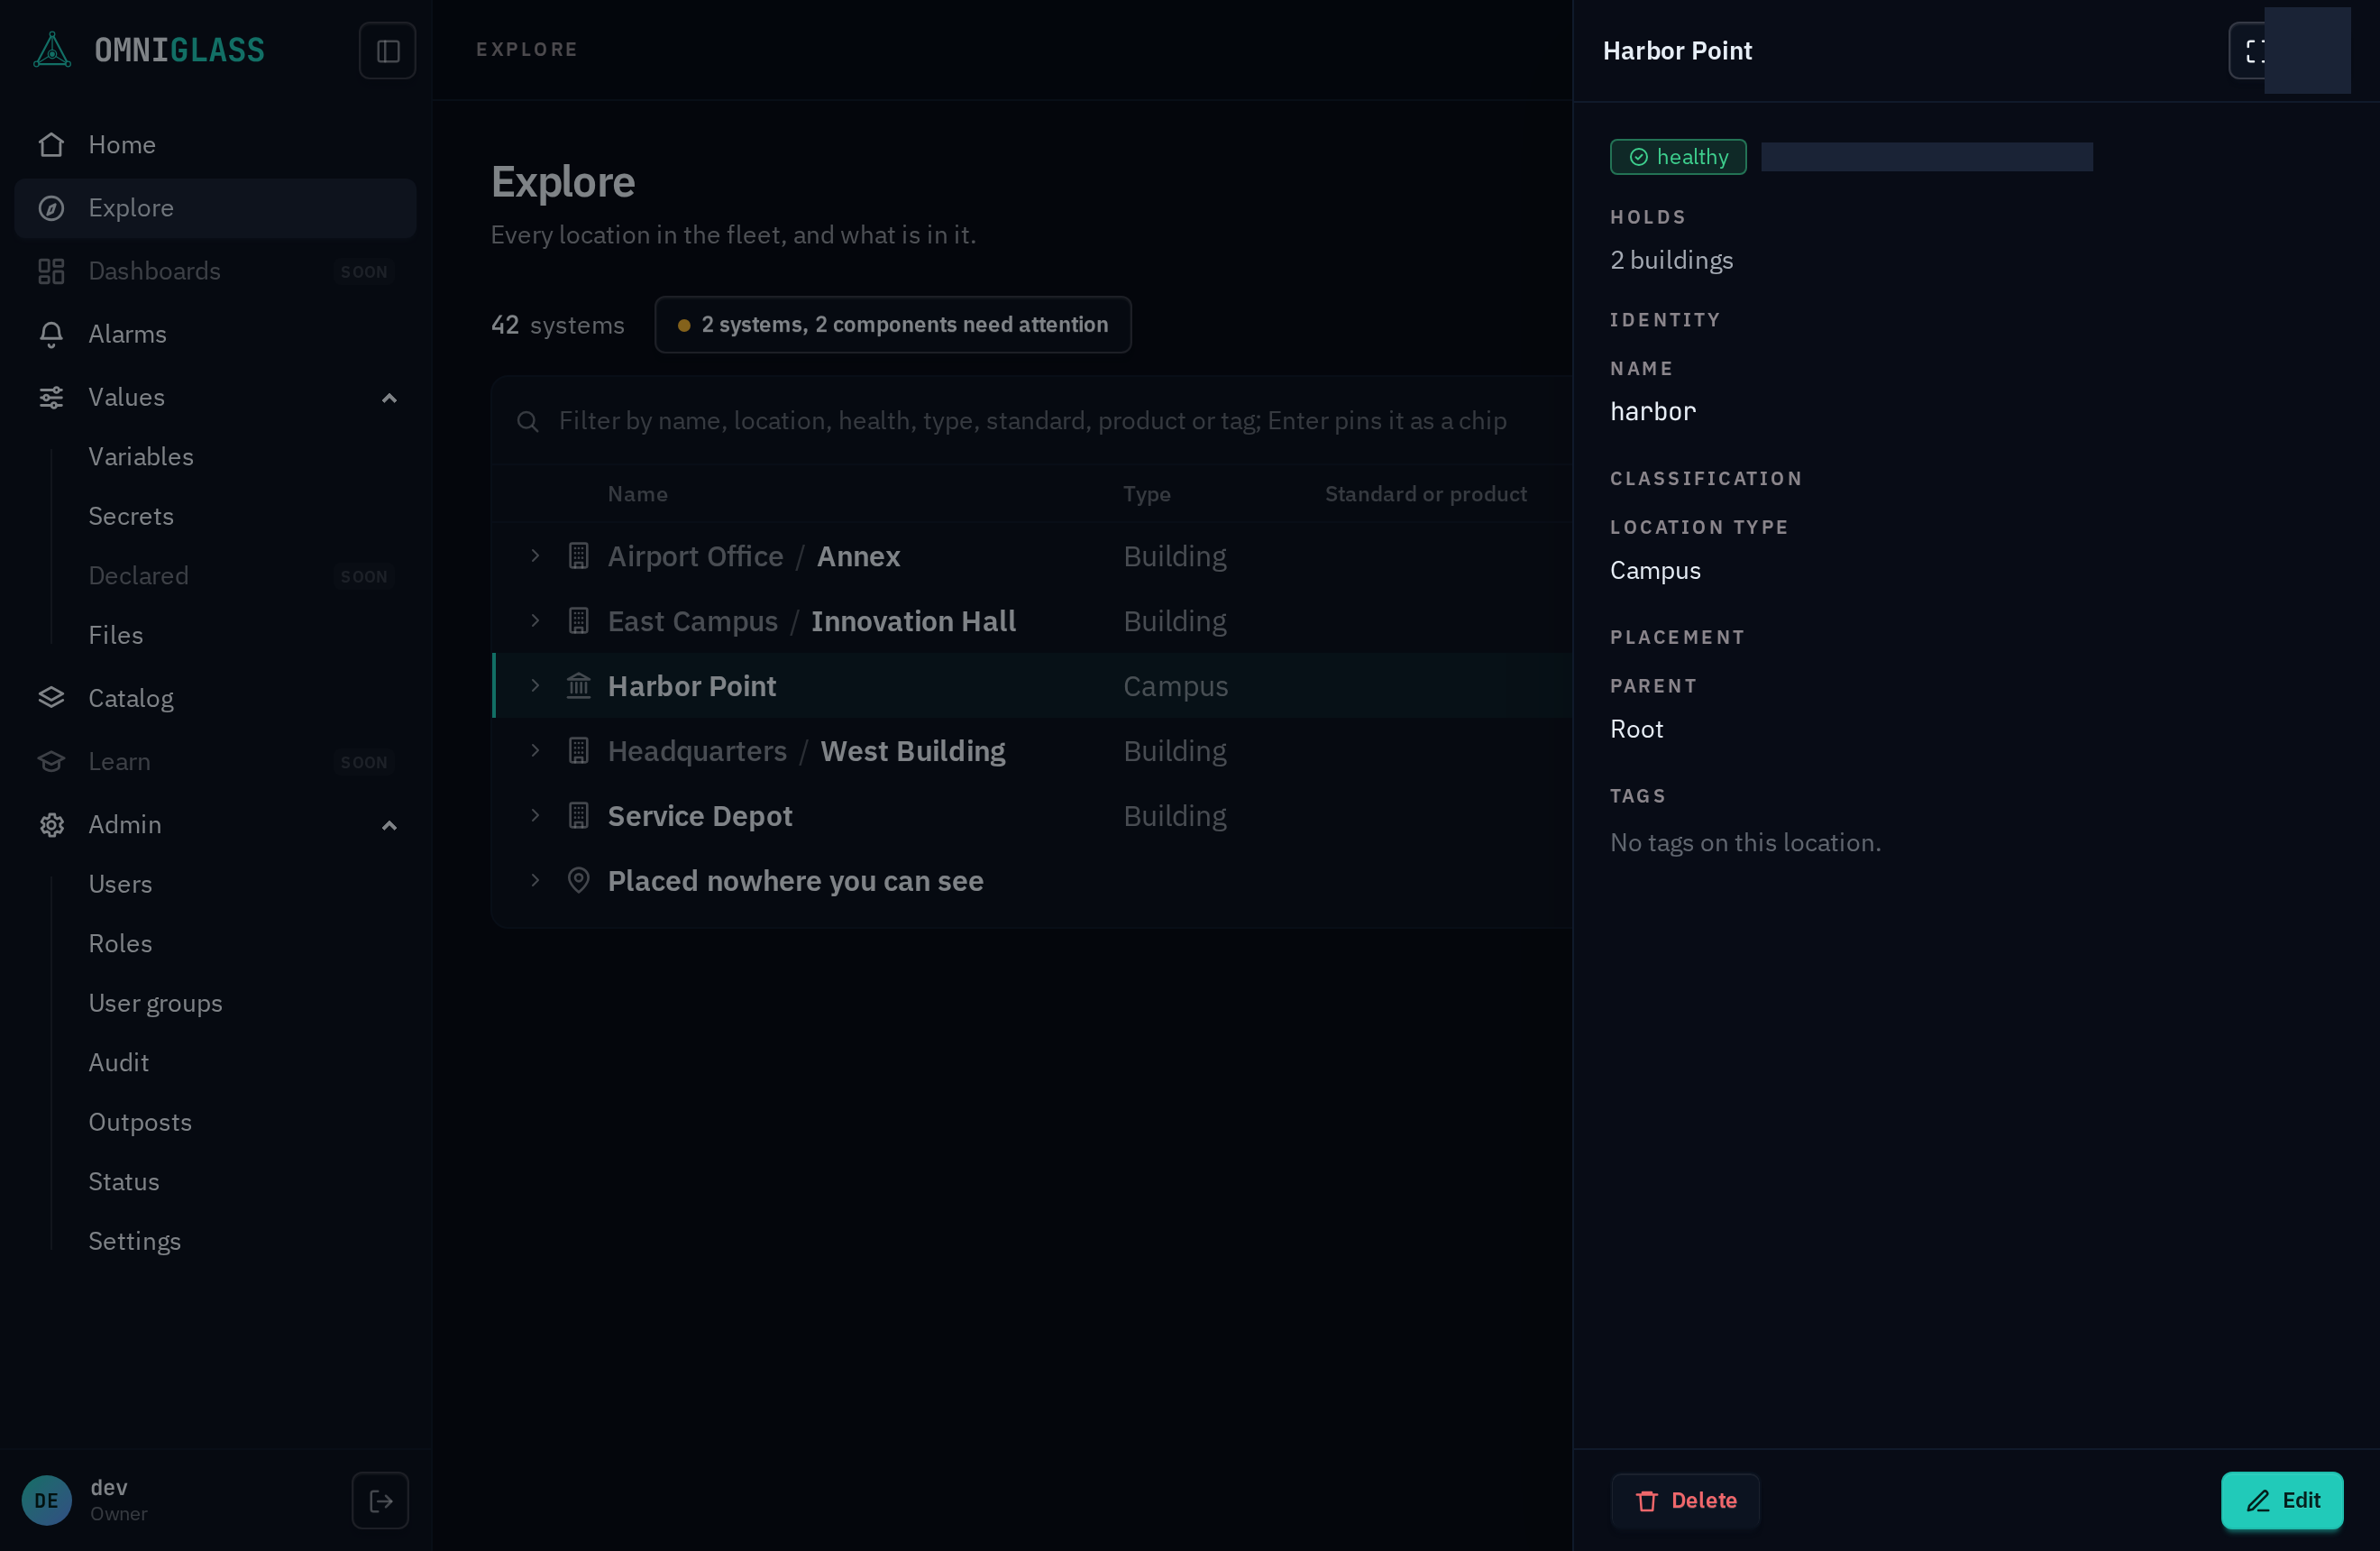 OMNIGLASS
Home
Explore
Dashboards SOON
Alarms
Values
Variables
Secrets
Declared SOON
Files
Catalog
Learn SOON
Admin
Users
Roles
User groups
Audit
Outposts
Status
Settings
DE dev
Owner
EXPLORE
Explore
Every location in the fleet, and what is in it.
42 systems 2 systems, 2 components need attention
Filter by name, location, health, type, standard, product or tag; Enter pins it as a chip
Name Type Standard or product
Airport Office / Annex Building
East Campus / Innovation Hall Building
Harbor Point Campus
Headquarters / West Building Building
Service Depot Building
Placed nowhere you can see
Harbor Point
healthy
HOLDS
2 buildings
IDENTITY
NAME
harbor
CLASSIFICATION
LOCATION TYPE
Campus
PLACEMENT
PARENT
Root
TAGS
No tags on this location.
Delete Edit